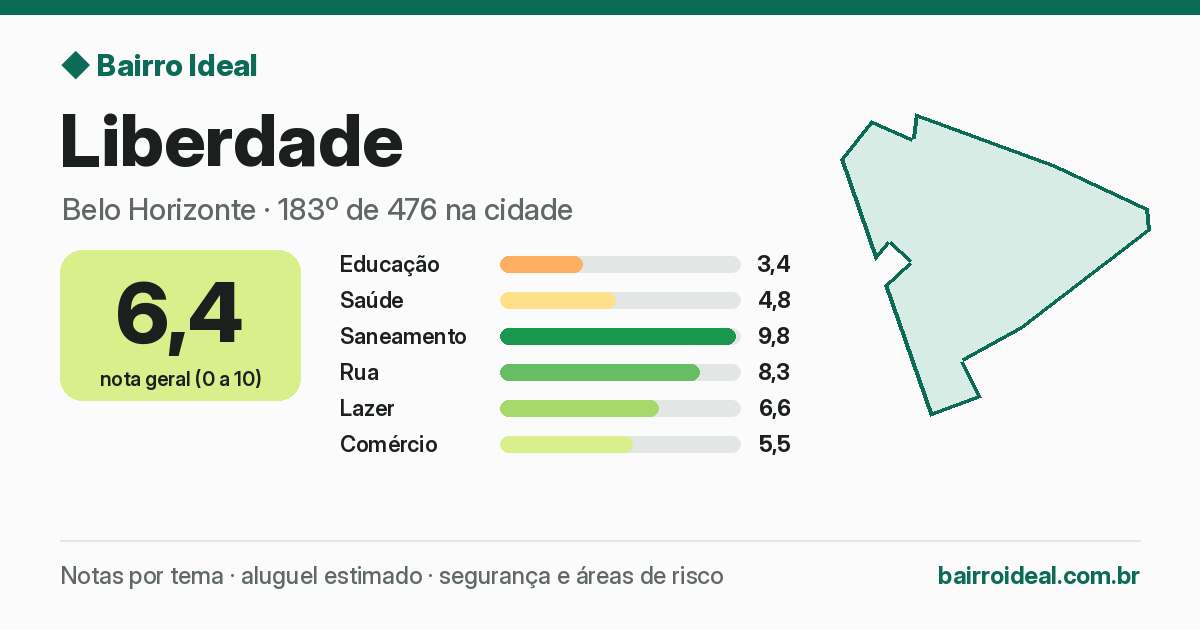 Bairro Ideal
Liberdade
Belo Horizonte · 183º de 476 na cidade
6,4
nota geral (0 a 10)
Educação 3,4
Saúde 4,8
Saneamento 9,8
Rua 8,3
Lazer 6,6
Comércio 5,5
Notas por tema · aluguel estimado · segurança e áreas de risco
bairroideal.com.br